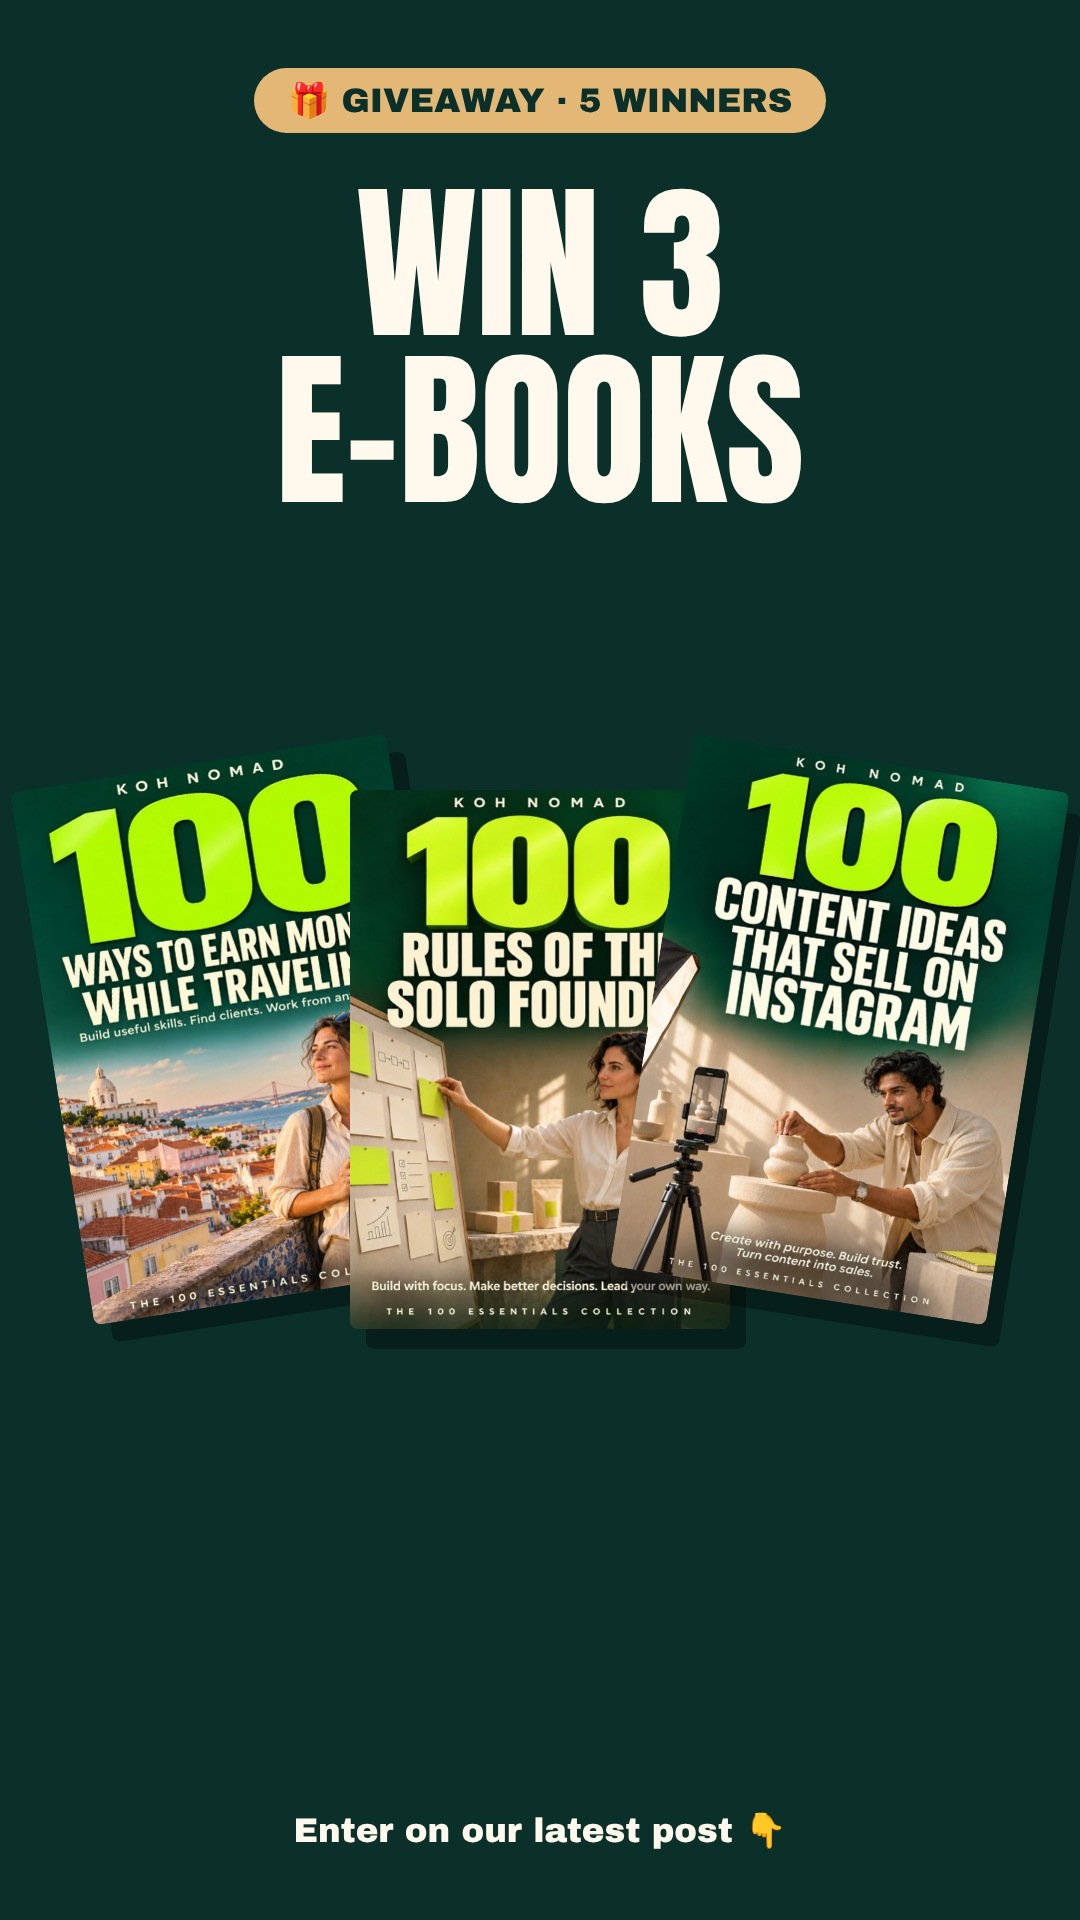 🎁 GIVEAWAY · 5 WINNERS
WIN 3
E-BOOKS
KOH NOMAD
100
WAYS TO EARN MON
WHILE TRAVELIN
Build useful skills. Find clients. Work from an
THE 100 ESSENTIALS COL
KOH NOMAD
100
RULES OF TH
SOLO FOUND
Build with focus. Make better decisions. Lead your own way.
THE 100 ESSENTIALS COLLECTION
KOH NOMAD
100
CONTENT IDEAS
THAT SELL ON
INSTAGRAM
Create with purpose. Build trust.
Turn content into sales.
THE 100 ESSENTIALS COLLECTION
Enter on our latest post 👇